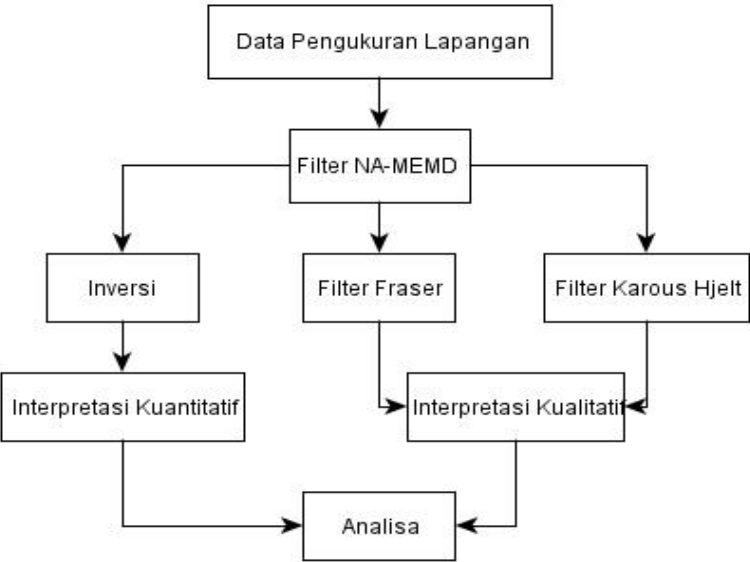 Data Pengukuran Lapangan
Filter NA-MEMD
Inversi
Filter Fraser
Filter Karous Hjelt
Interpretasi Kuantitatif
Interpretasi Kualitatif
Analisa